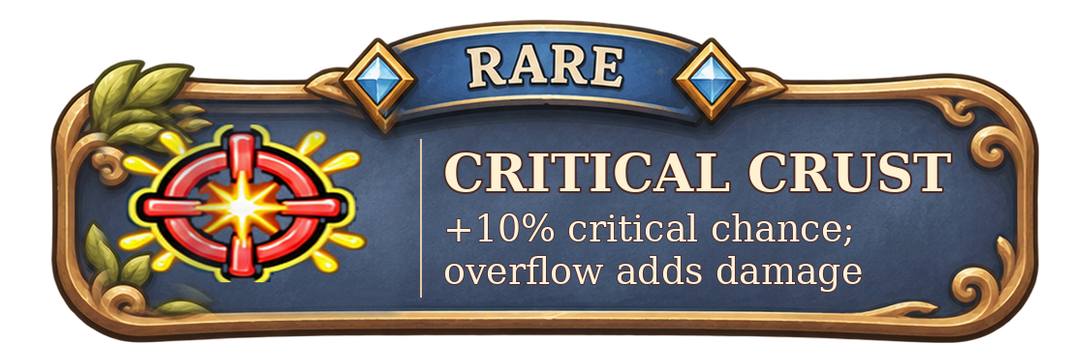 RARE
CRITICAL CRUST
+10% critical chance;
overflow adds damage